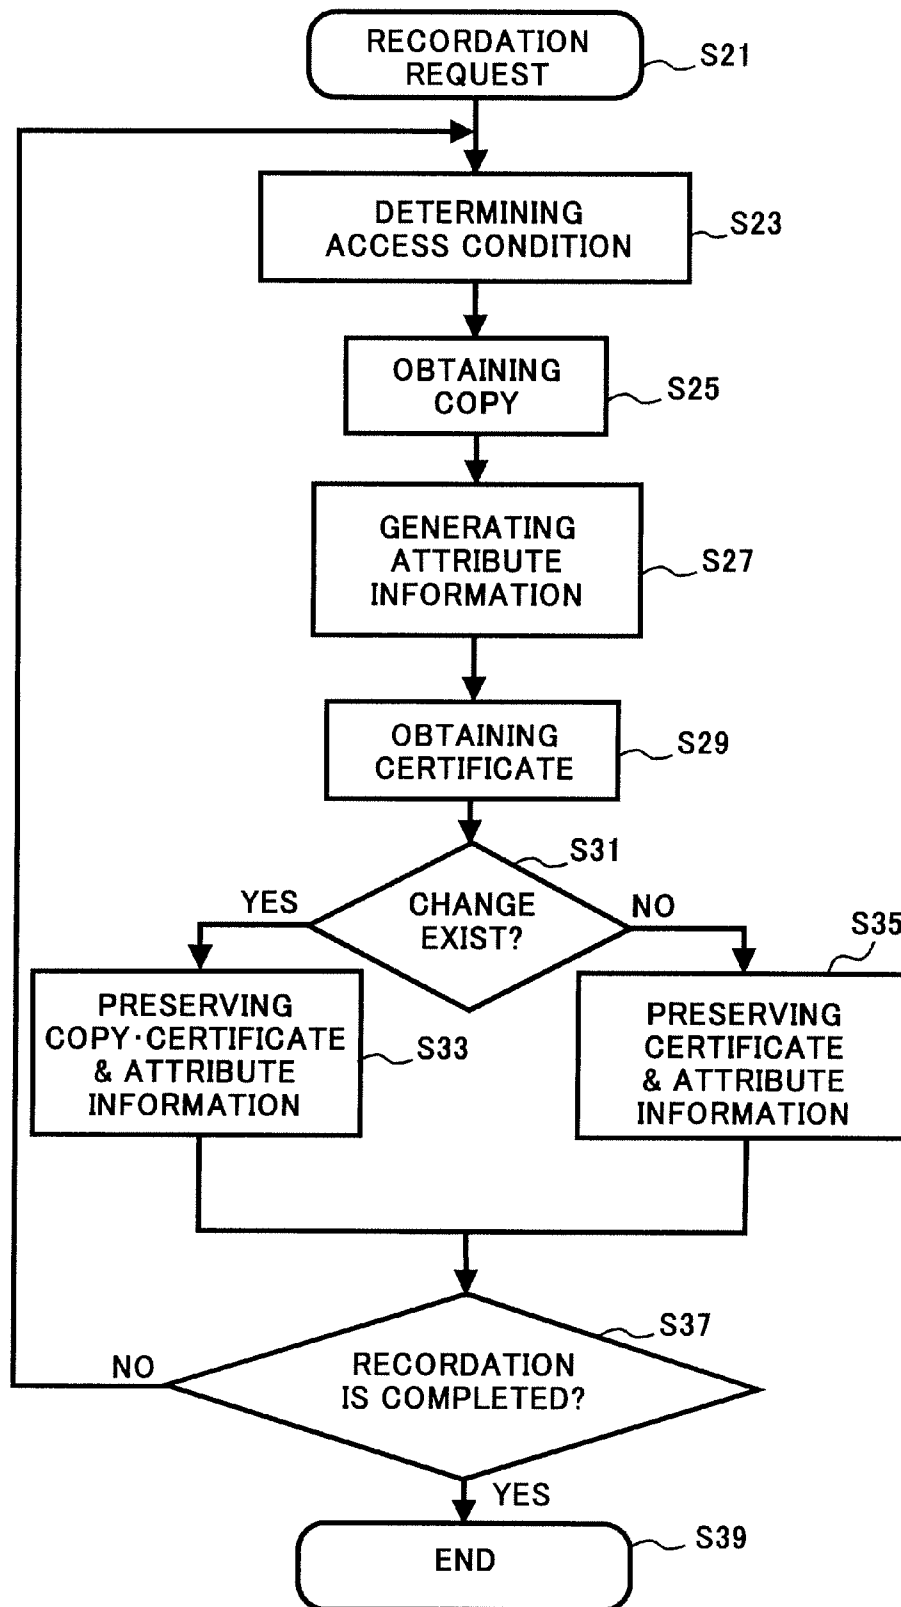 RECORDATION
REQUEST
S21
DETERMINING
ACCESS CONDITION
S23
OBTAINING
COPY
S25
GENERATING
ATTRIBUTE
INFORMATION
S27
OBTAINING
CERTIFICATE
S29
S31
YES
CHANGE
EXIST?
NO
S35
PRESERVING
COPY·CERTIFICATE
& ATTRIBUTE
INFORMATION
S33
PRESERVING
CERTIFICATE
& ATTRIBUTE
INFORMATION
S37
NO
RECORDATION
IS COMPLETED?
YES
END
S39